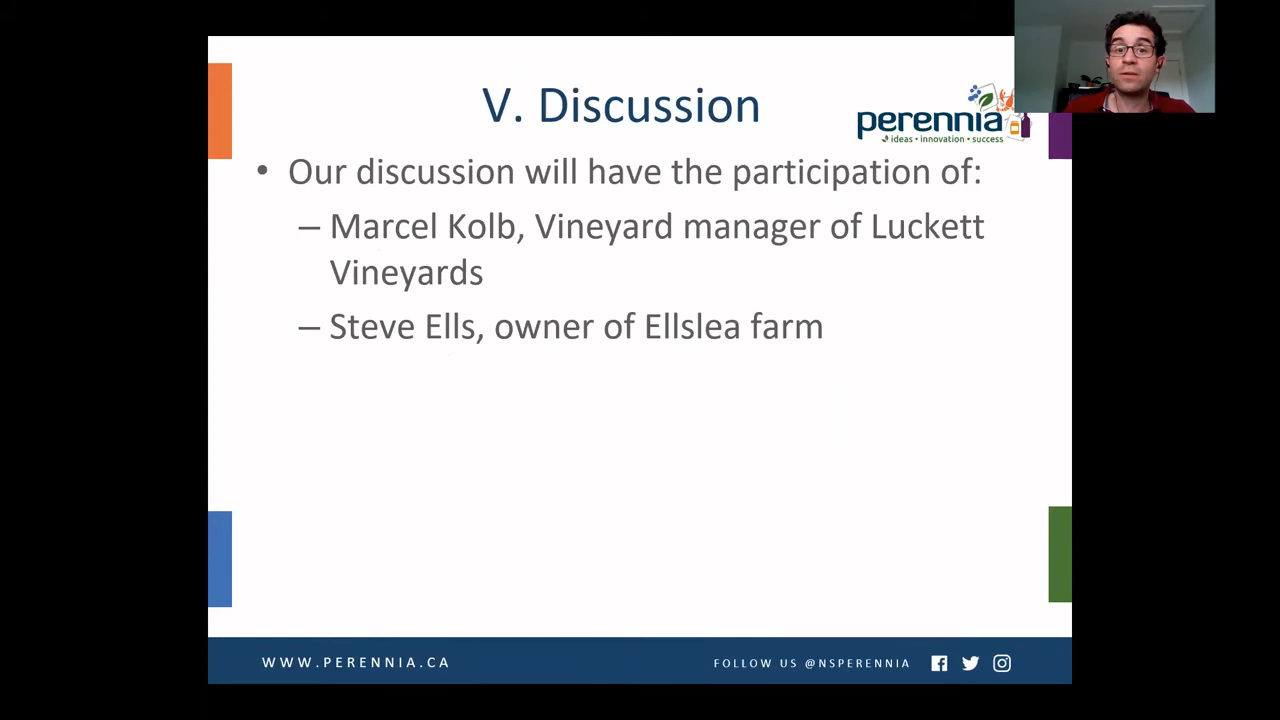 V. Discussion
perennia
ideas • innovation • success
• Our discussion will have the participation of:
– Marcel Kolb, Vineyard manager of Luckett
Vineyards
– Steve Ells, owner of Ellslea farm
WWW.PERENNIA.CA
FOLLOW US @NSPERENNIA